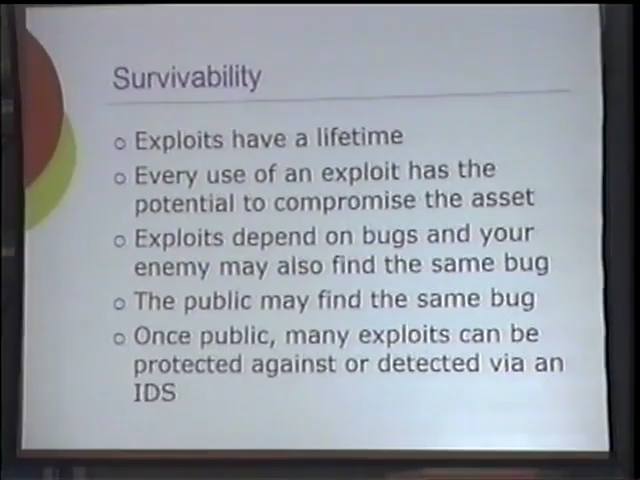 Survivability
Exploits have a lifetime
Every use of an exploit has the
potential to compromise the asset
Exploits depend on bugs and your
enemy may also find the same bug
The public may find the same bug
Once public, many exploits can be
protected against or detected via an
IDS